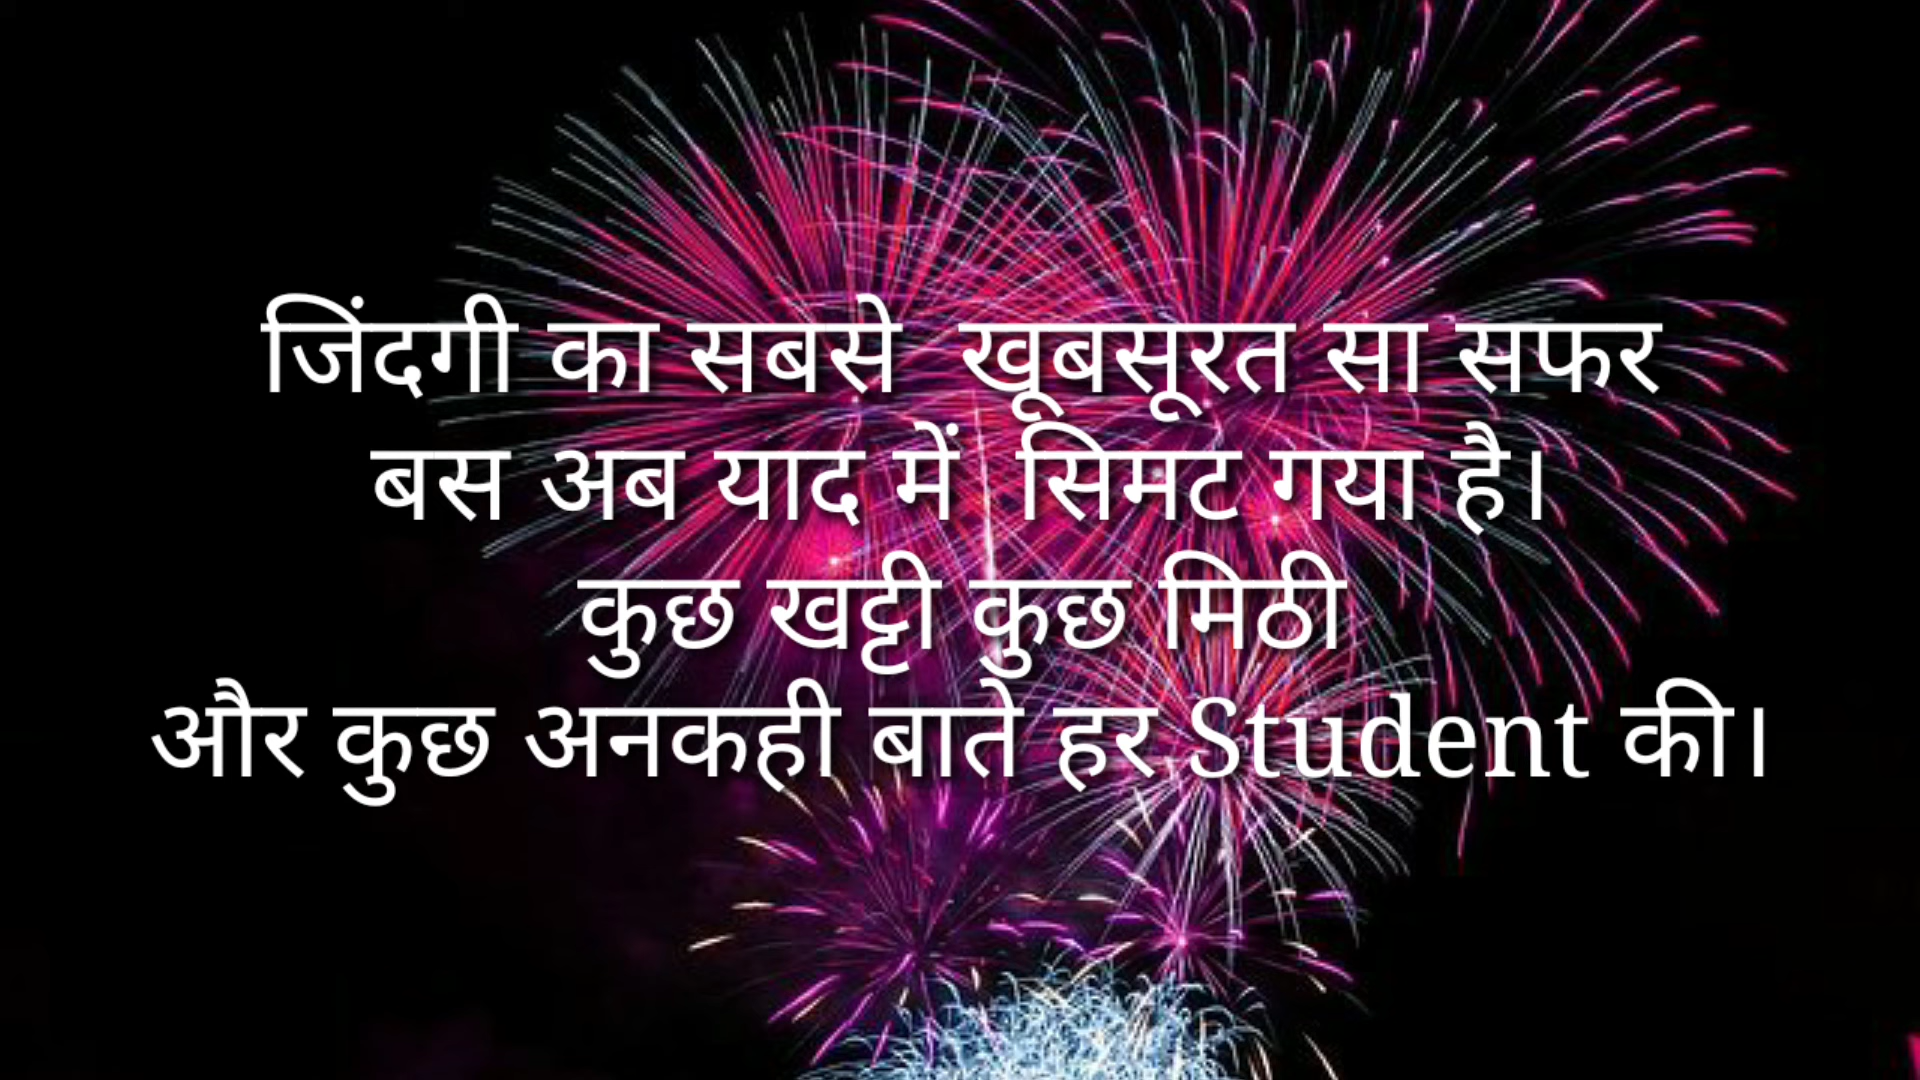 जिंदगी का सबसे खूबसूरत सा सफर
बस अब याद में सिमट गया है।
कुछ खट्टी कुछ मिठी
और कुछ अनकही बाते हर Student की।